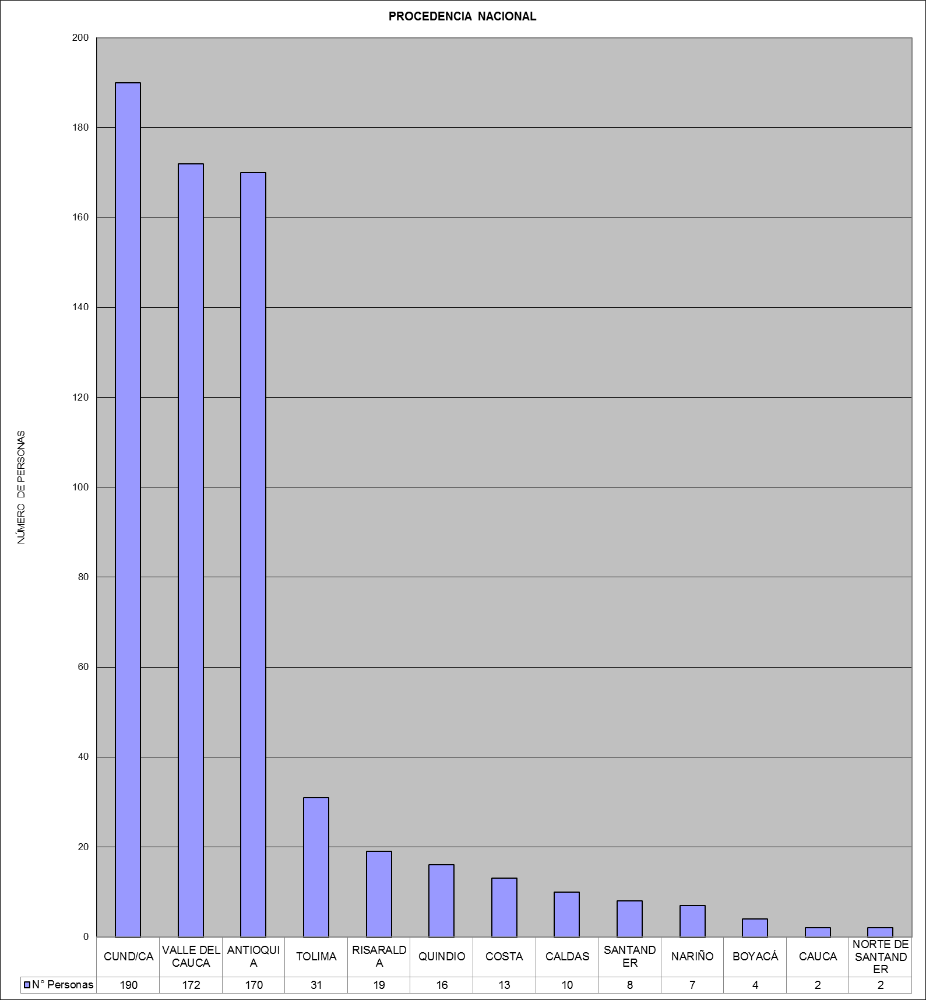 PROCEDENCIA NACIONAL
200
180
160
140
120
100
80
60
40
20
0
NÚMERO DE PERSONAS
CUND/CA
VALLE DEL
CAUCA
ANTIOQUI
A
TOLIMA
RISARALD
A
QUINDIO
COSTA
CALDAS
SANTAND
ER
NARIÑO
BOYACÁ
CAUCA
NORTE DE
SANTAND
ER
N° Personas 190 172 170 31 19 16 13 10 8 7 4 2 2